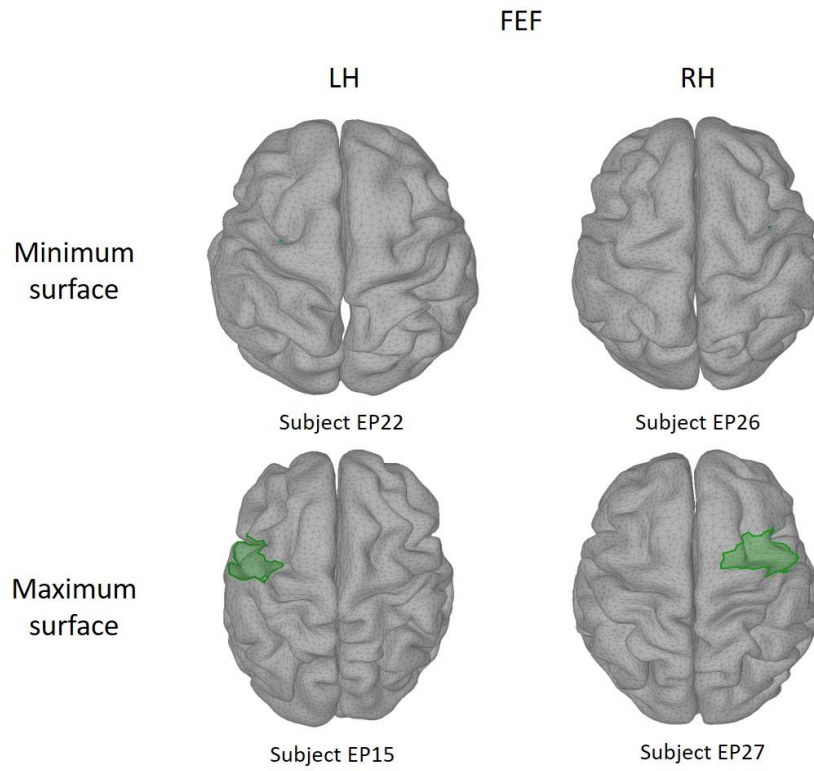 FEF
LH
RH
Minimum
surface
Subject EP22
Subject EP26
Maximum
surface
Subject EP15
Subject EP27